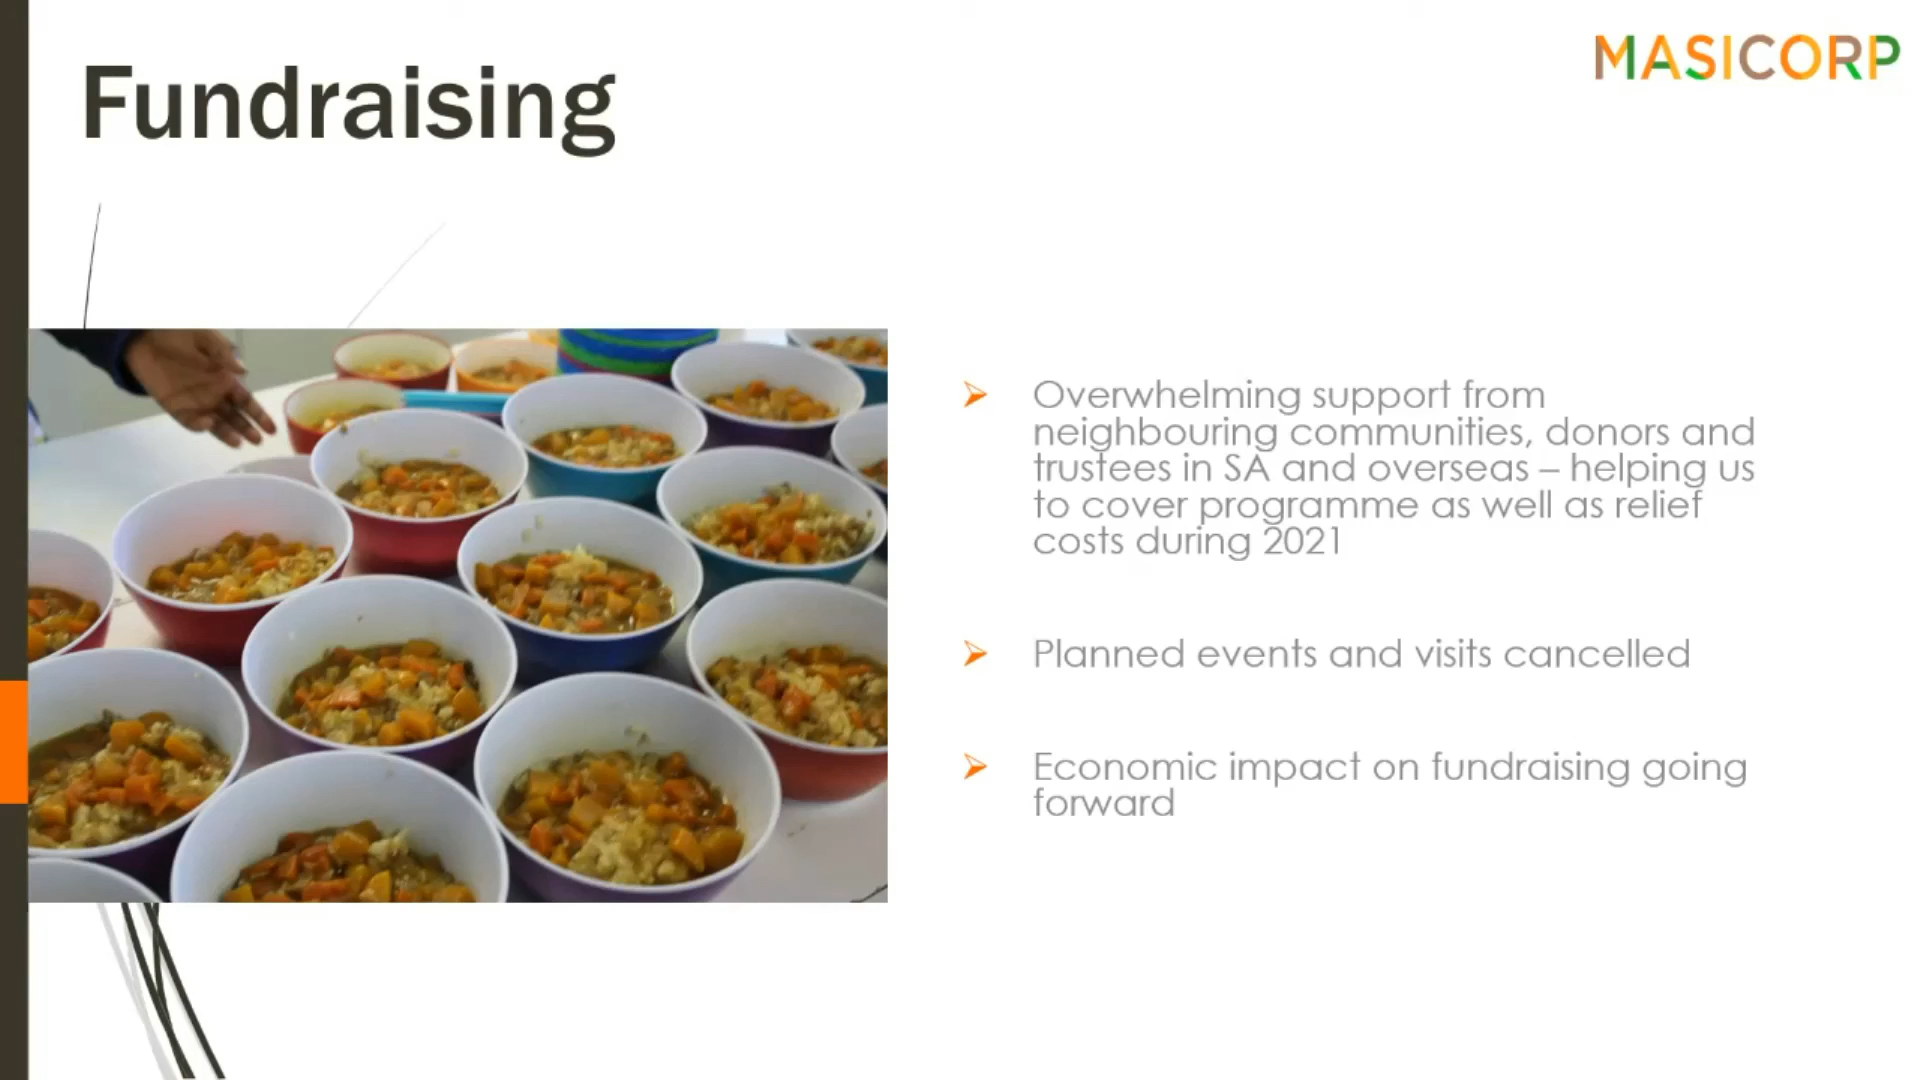 Fundraising
MASICORP
Overwhelming support from
neighbouring communities, donors and
trustees in SA and overseas – helping us
to cover programme as well as relief
costs during 2021
Planned events and visits cancelled
Economic impact on fundraising going
forward